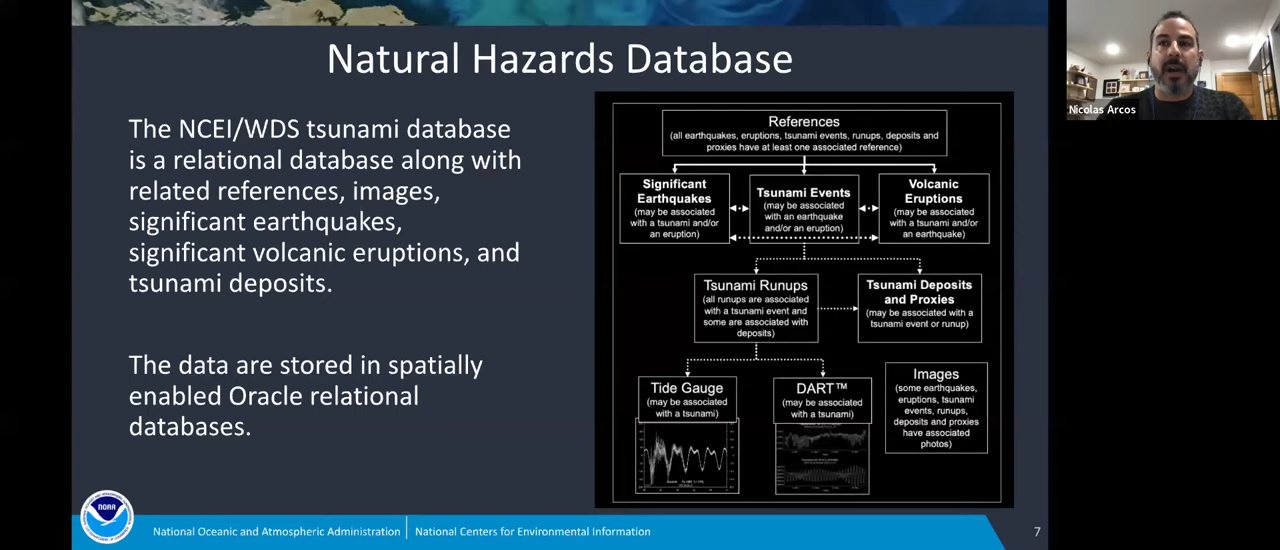 Natural Hazards Database
The NCEI/WDS tsunami database
is a relational database along with
related references, images,
significant earthquakes,
significant volcanic eruptions, and
tsunami deposits.
The data are stored in spatially
enabled Oracle relational
databases.
References
(all earthquakes, eruptions, tsunami events, runups, deposits and
proxies have at least one associated reference)
Significant
Earthquakes
(may be associated
with a tsunami and/or
an eruption)
Tsunami Events
(may be associated
with an earthquake
and/or an eruption)
Volcanic
Eruptions
(may be associated
with a tsunami and/or
an earthquake)
Tsunami Runups
(all runups are associated
with a tsunami event and
some are associated with
deposits)
Tsunami Deposits
and Proxies
(may be associated with a
tsunami event or runup)
Tide Gauge
(may be associated
with a tsunami)
DART™
(may be associated
with a tsunami)
Images
(some earthquakes,
eruptions, tsunami
events, runups,
deposits and proxies
have associated
photos)
NOAA
National Oceanic and Atmospheric Administration
National Centers for Environmental Information
7
Nicolas Arcos